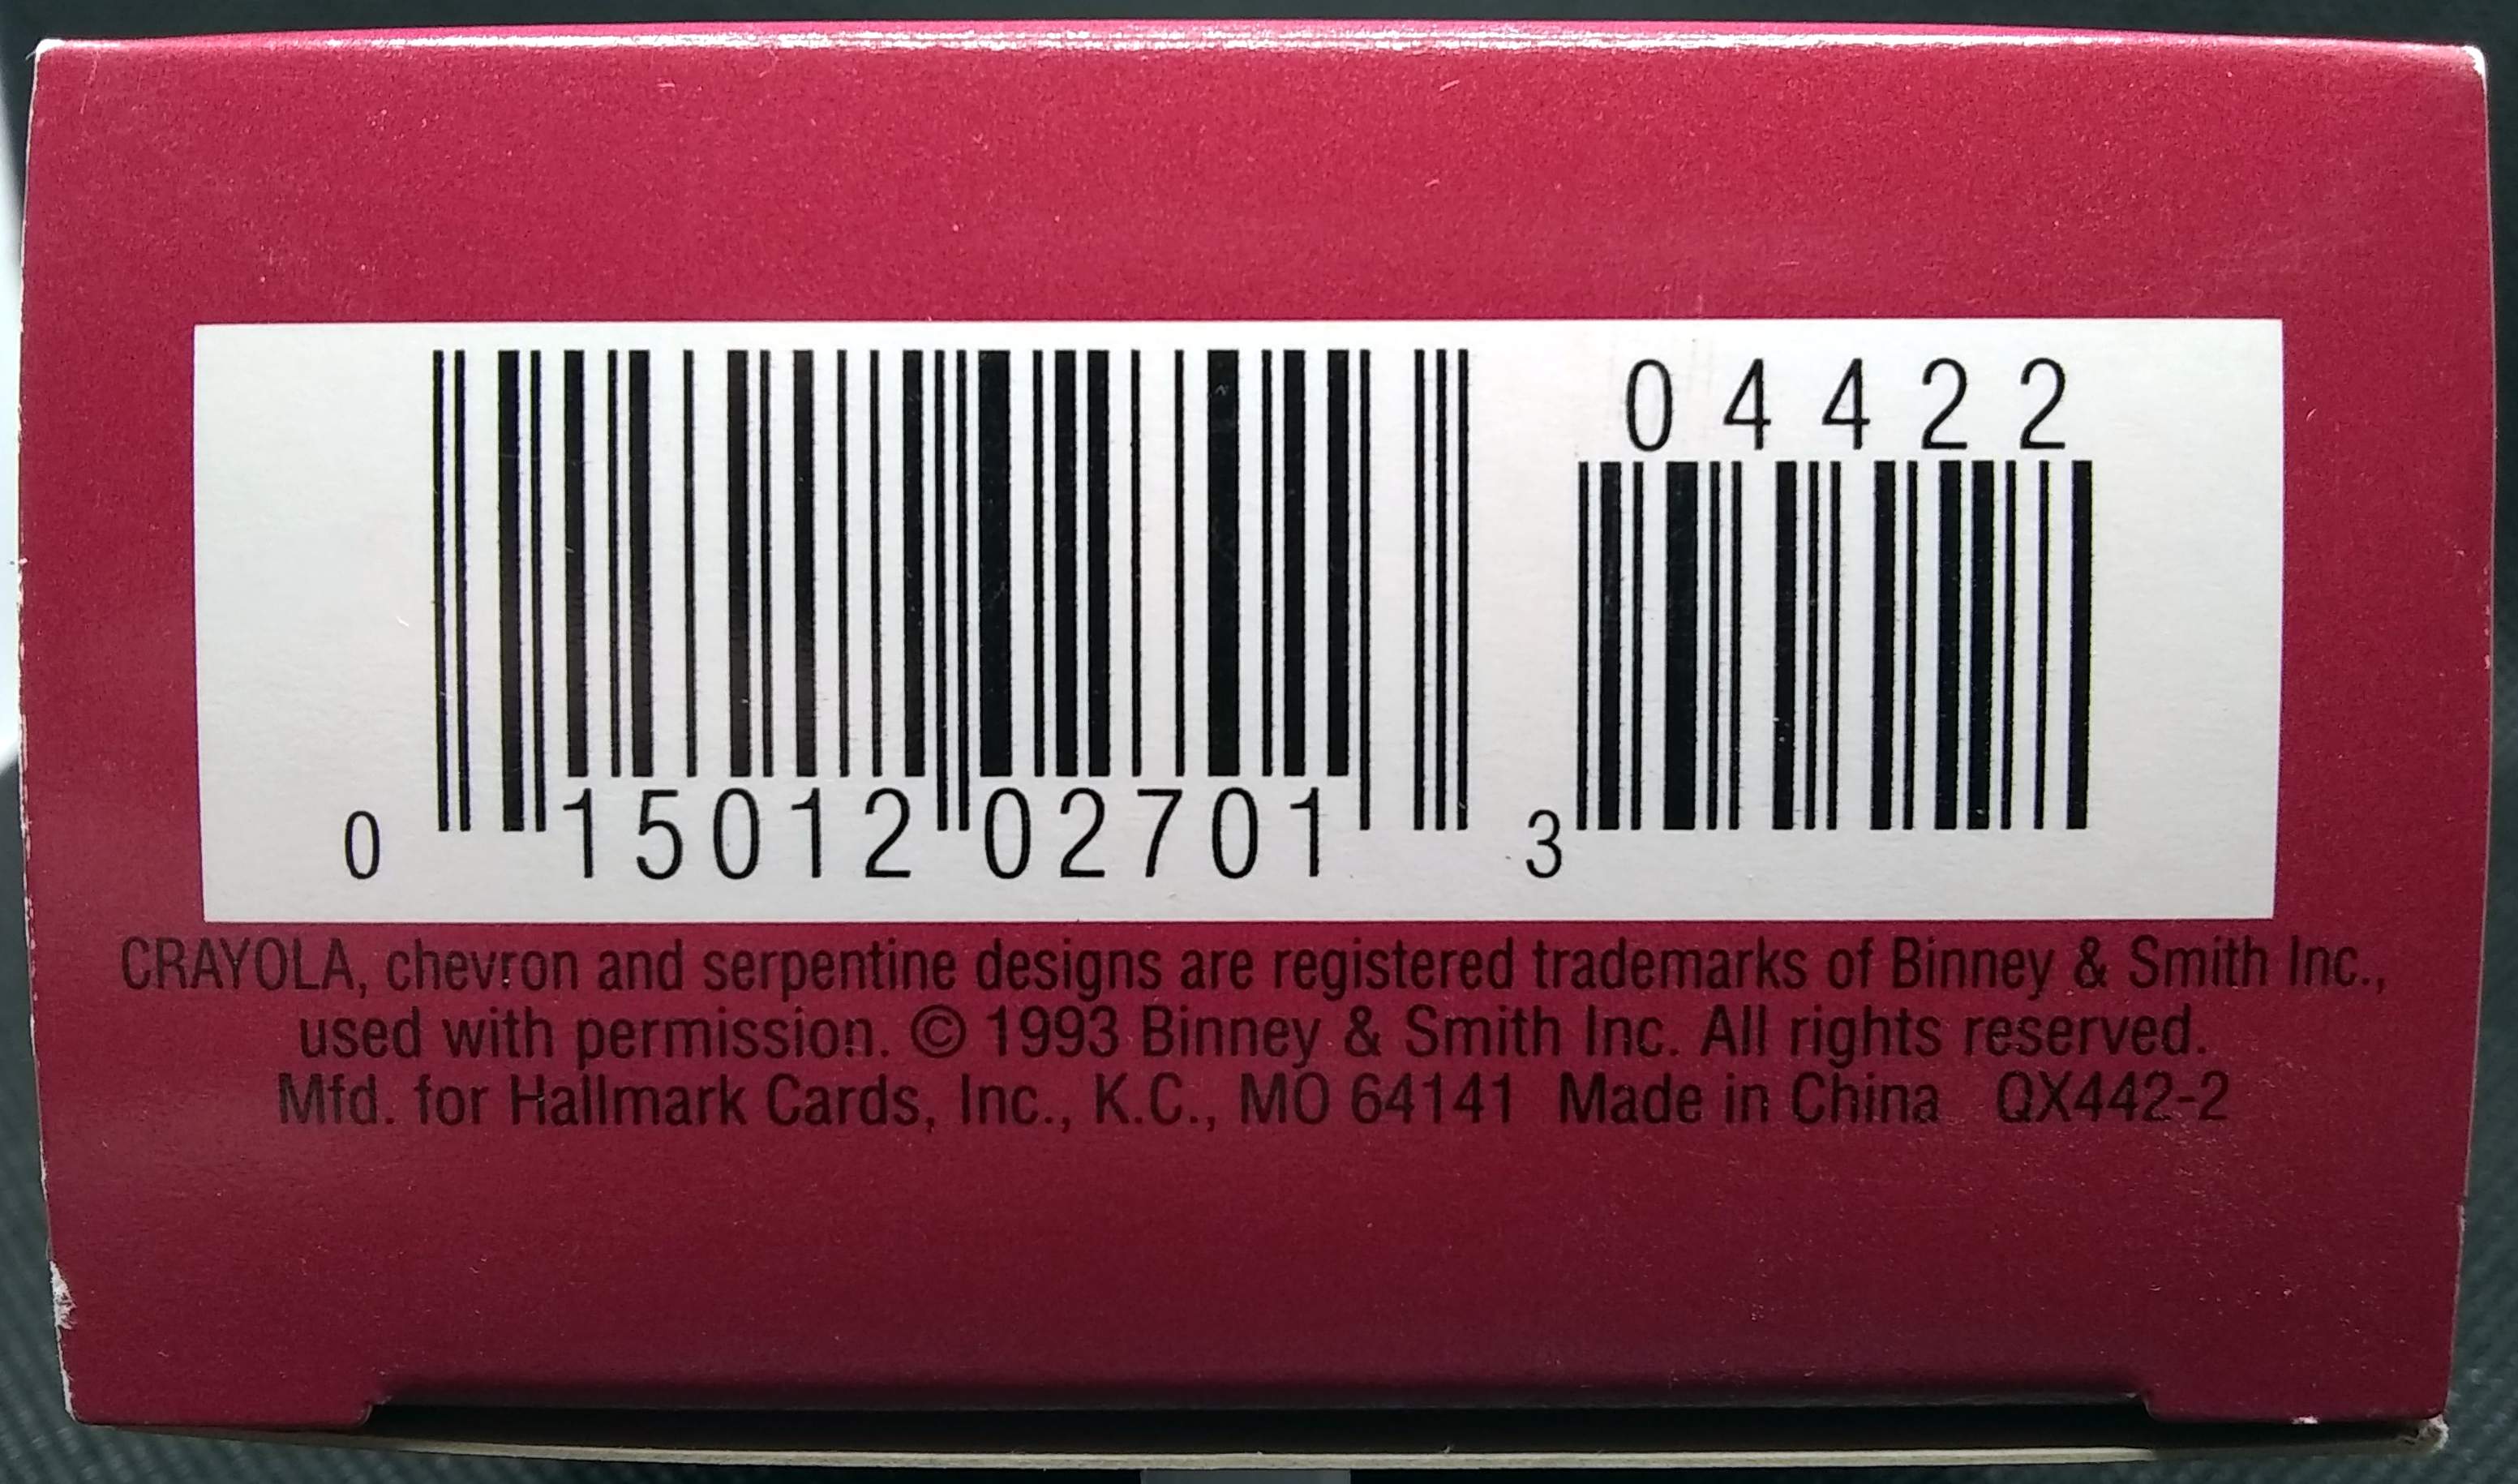 04422
0 15012 02701 3
CRAYOLA, chevron and serpentine designs are registered trademarks of Binney & Smith Inc.,
used with permission. © 1993 Binney & Smith Inc. All rights reserved.
Mfd. for Hallmark Cards, Inc., K.C., MO 64141 Made in China QX442-2